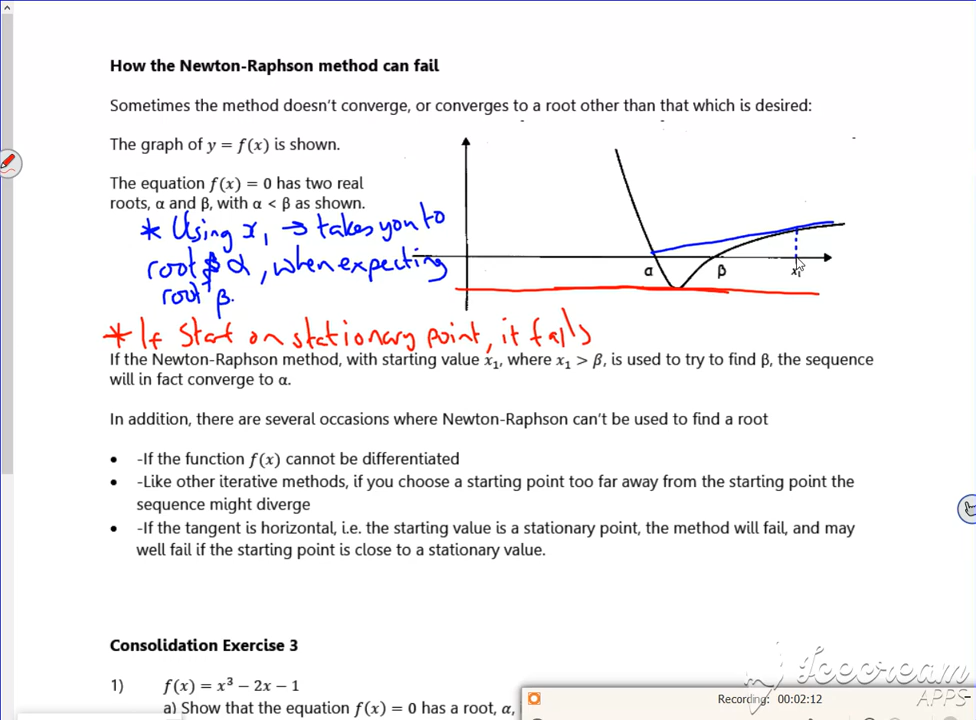 How the Newton-Raphson method can fail
Sometimes the method doesn't converge, or converges to a root other than that which is desired:
The graph of y = f(x) is shown.
The equation f(x) = 0 has two real
roots, α and β, with α < β as shown.
* Using x₁ → takes you to
root α, when expecting
root β.
α
β
x₁
* If Start on stationary point, it fails
If the Newton-Raphson method, with starting value x₁, where x₁ > β, is used to try to find β, the sequence
will in fact converge to α.
In addition, there are several occasions where Newton-Raphson can't be used to find a root
• -If the function f(x) cannot be differentiated
• -Like other iterative methods, if you choose a starting point too far away from the starting point the
sequence might diverge
• -If the tangent is horizontal, i.e. the starting value is a stationary point, the method will fail, and may
well fail if the starting point is close to a stationary value.
Consolidation Exercise 3
1) f(x) = x³ − 2x − 1
a) Show that the equation f(x) = 0 has a root, α,
Icecream
APPS
Recording: 00:02:12